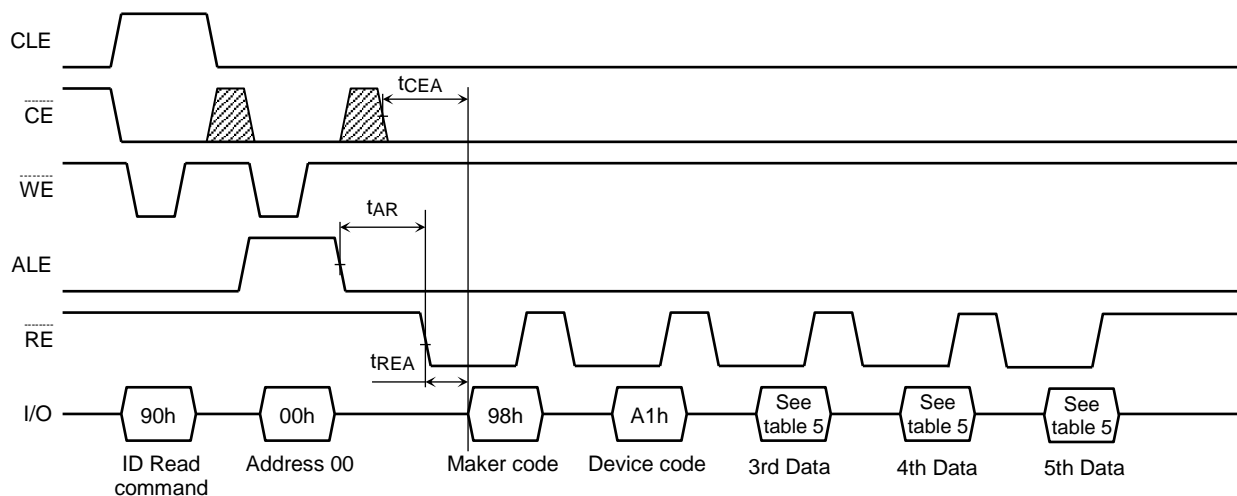 CLE
tCEA
CE
WE
tAR
ALE
RE
tREA
I/O
90h
00h
98h
A1h
See
table 5
See
table 5
See
table 5
ID Read
command
Address 00
Maker code
Device code
3rd Data
4th Data
5th Data